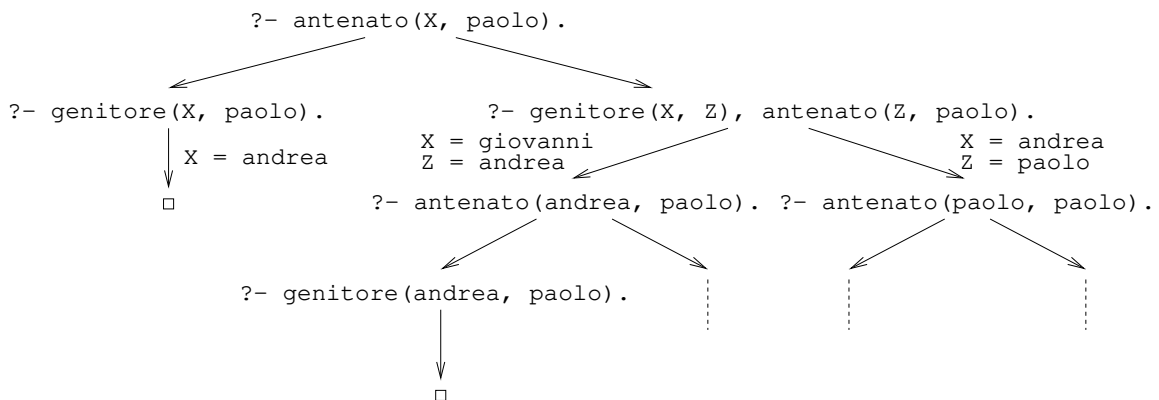 ?- antenato(X, paolo).
?- genitore(X, paolo).
?- genitore(X, Z), antenato(Z, paolo).
X = andrea
X = giovanni
Z = andrea
X = andrea
Z = paolo
?- antenato(andrea, paolo).
?- antenato(paolo, paolo).
?- genitore(andrea, paolo).